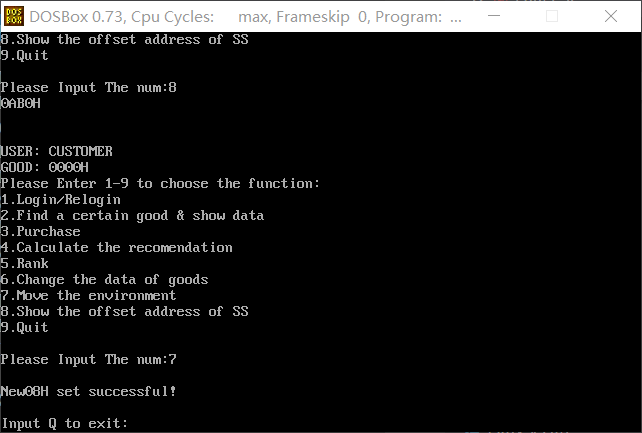 DOS
BOX
DOSBox 0.73, Cpu Cycles: max, Frameskip 0, Program: ...
8.Show the offset address of SS
9.Quit
Please Input The num:8
0AB0H
USER: CUSTOMER
GOOD: 0000H
Please Enter 1-9 to choose the function:
1.Login/Relogin
2.Find a certain good & show data
3.Purchase
4.Calculate the recomendation
5.Rank
6.Change the data of goods
7.Move the environment
8.Show the offset address of SS
9.Quit
Please Input The num:7
New08H set successful!
Input Q to exit: